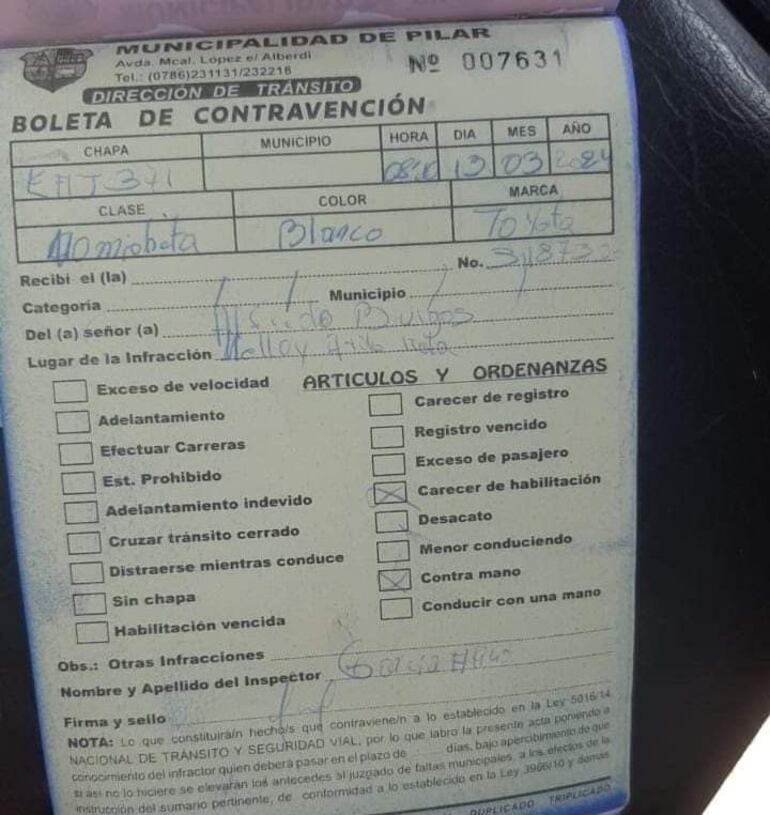 MUNICIPALIDAD DE PILAR
Avda. Mcal. López e/ Alberdi
Tel.: (0786)231131/232216
Nº 007631
DIRECCIÓN DE TRÁNSITO
BOLETA DE CONTRAVENCIÓN
CHAPA MUNICIPIO HORA DIA MES AÑO
371 13 03 2024
CLASE COLOR MARCA
Blanco Toyota
Recibí el (la) No.
Categoría Municipio
Del (a) señor (a)
Lugar de la Infracción
ARTICULOS Y ORDENANZAS
Exceso de velocidad
Adelantamiento
Efectuar Carreras
Est. Prohibido
Adelantamiento indevido
Cruzar tránsito cerrado
Distraerse mientras conduce
Sin chapa
Habilitación vencida
Carecer de registro
Registro vencido
Exceso de pasajero
Carecer de habilitación
Desacato
Menor conduciendo
Contra mano
Conducir con una mano
Obs.: Otras Infracciones
Nombre y Apellido del Inspector
Firma y sello
NOTA: Lo que constituirá/n hecho/s que contraviene/n a lo establecido en la Ley 5016/14
NACIONAL DE TRÁNSITO Y SEGURIDAD VIAL, por lo que labro la presente acta poniendo a
conocimiento del infractor quien deberá pasar en el plazo de días, bajo apercibimiento de que
si así no lo hiciere se elevarán los antecedes al juzgado de faltas municipales, a los efectos de la
instrucción del sumario pertinente, de conformidad a lo establecido en la Ley 3966/10 y demás
DUPLICADO TRIPLICADO